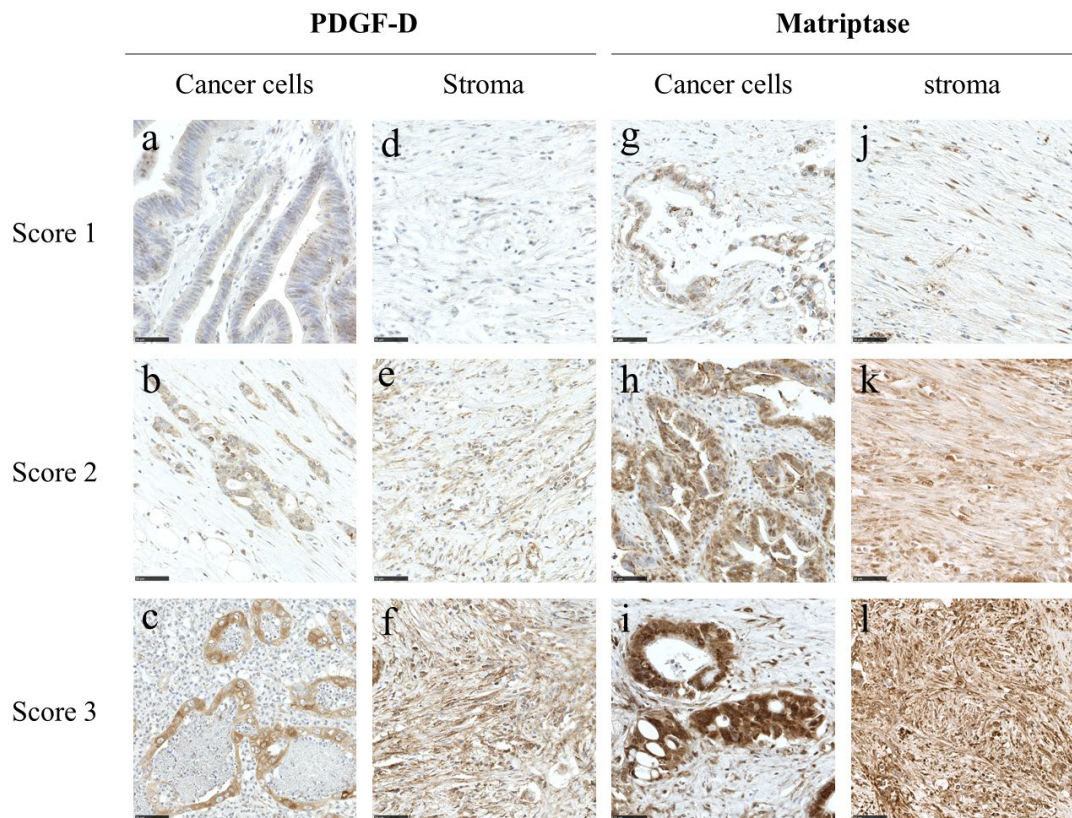 PDGF-D Matriptase
Cancer cells Stroma Cancer cells stroma
a d g j
Score 1
b e h k
Score 2
c f i l
Score 3